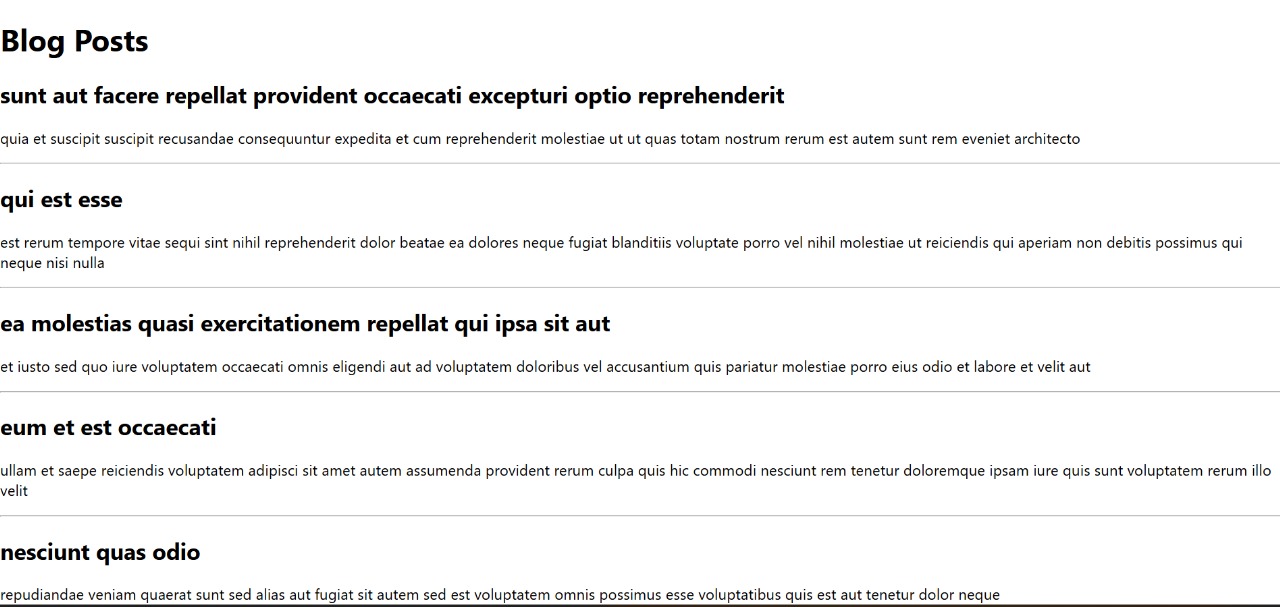 Blog Posts
sunt aut facere repellat provident occaecati excepturi optio reprehenderit
quia et suscipit suscipit recusandae consequuntur expedita et cum reprehenderit molestiae ut ut quas totam nostrum rerum est autem sunt rem eveniet architecto
qui est esse
est rerum tempore vitae sequi sint nihil reprehenderit dolor beatae ea dolores neque fugiat blanditiis voluptate porro vel nihil molestiae ut reiciendis qui aperiam non debitis possimus qui
neque nisi nulla
ea molestias quasi exercitationem repellat qui ipsa sit aut
et iusto sed quo iure voluptatem occaecati omnis eligendi aut ad voluptatem doloribus vel accusantium quis pariatur molestiae porro eius odio et labore et velit aut
eum et est occaecati
ullam et saepe reiciendis voluptatem adipisci sit amet autem assumenda provident rerum culpa quis hic commodi nesciunt rem tenetur doloremque ipsam iure quis sunt voluptatem rerum illo
velit
nesciunt quas odio
repudiandae veniam quaerat sunt sed alias aut fugiat sit autem sed est voluptatem omnis possimus esse voluptatibus quis est aut tenetur dolor neque